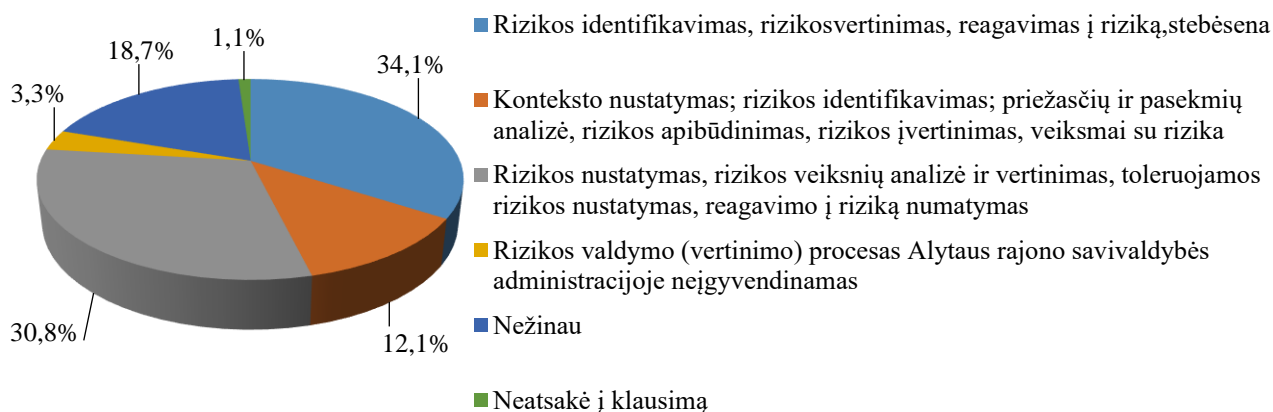 1,1%
18,7%
34,1%
3,3%
30,8%
12,1%
Rizikos identifikavimas, rizikosvertinimas, reagavimas į riziką,stebėsena
Konteksto nustatymas; rizikos identifikavimas; priežasčių ir pasekmių
analizė, rizikos apibūdinimas, rizikos įvertinimas, veiksmai su rizika
Rizikos nustatymas, rizikos veiksnių analizė ir vertinimas, toleruojamos
rizikos nustatymas, reagavimo į riziką numatymas
Rizikos valdymo (vertinimo) procesas Alytaus rajono savivaldybės
administracijoje neįgyvendinamas
Nežinau
Neatsakė į klausimą